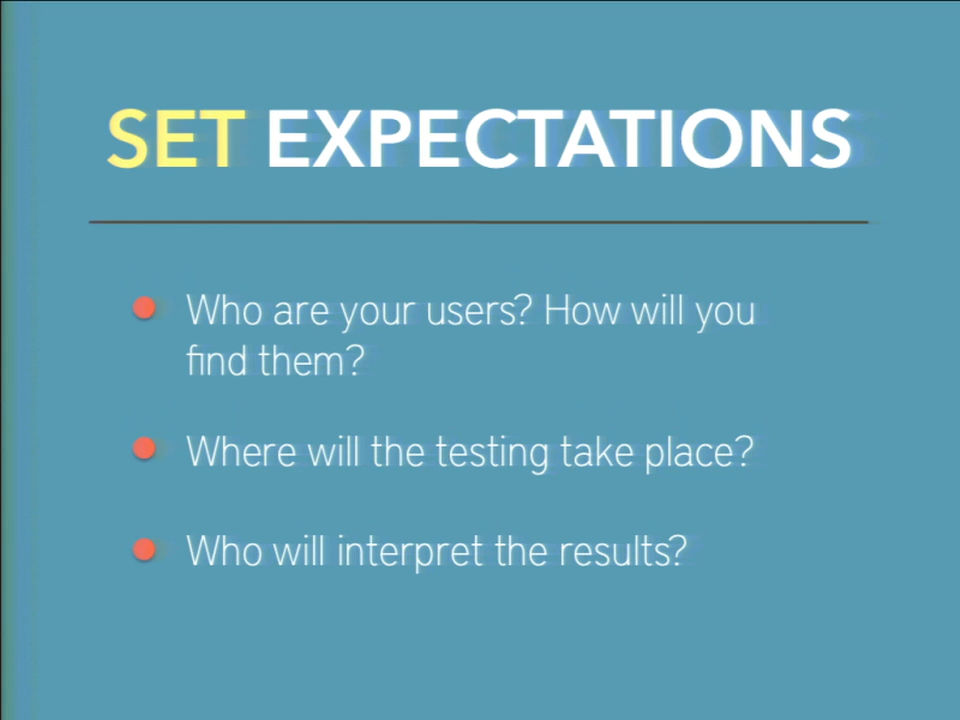 SET EXPECTATIONS
Who are your users? How will you
find them?
Where will the testing take place?
Who will interpret the results?